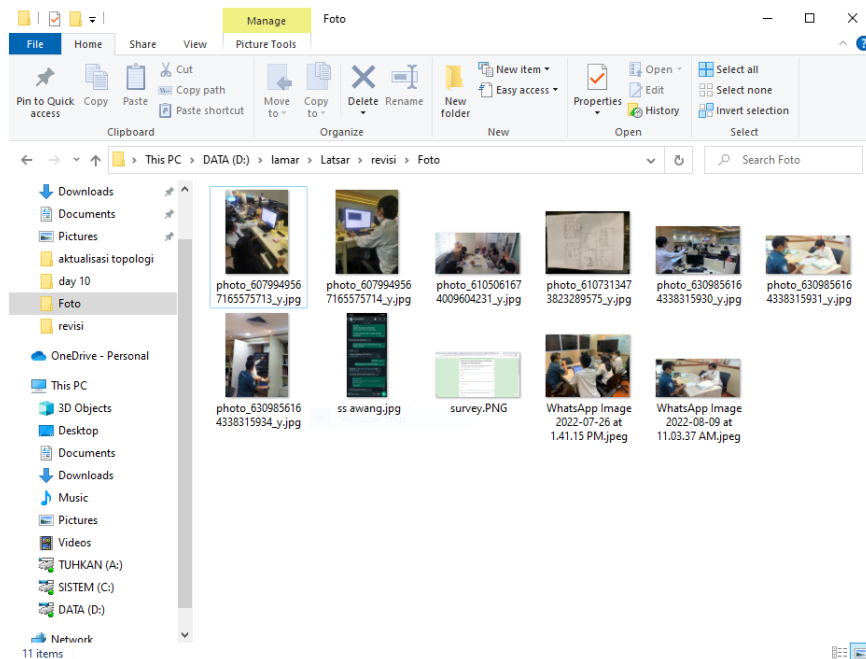 Manage
Foto
File
Home
Share
View
Picture Tools
Pin to Quick access
Copy
Paste
Cut
Copy path
Paste shortcut
Clipboard
Move to
Copy to
Delete
Rename
Organize
New folder
New item
Easy access
New
Properties
Open
Edit
History
Open
Select all
Select none
Invert selection
Select
This PC > DATA (D:) > lamar > Latsar > revisi > Foto
Search Foto
Downloads
Documents
Pictures
aktualisasi topologi
day 10
Foto
revisi
OneDrive - Personal
This PC
3D Objects
Desktop
Documents
Downloads
Music
Pictures
Videos
TUHKAN (A:)
SISTEM (C:)
DATA (D:)
Network
photo_607994956
7165575713_y.jpg
photo_607994956
7165575714_y.jpg
photo_610506167
4009604231_y.jpg
photo_610731347
3823289575_y.jpg
photo_630985616
4338315930_y.jpg
photo_630985616
4338315931_y.jpg
photo_630985616
4338315934_y.jpg
ss awang.jpg
survey.PNG
WhatsApp Image
2022-07-26 at
1.41.15 PM.jpeg
WhatsApp Image
2022-08-09 at
11.03.37 AM.jpeg
11 items